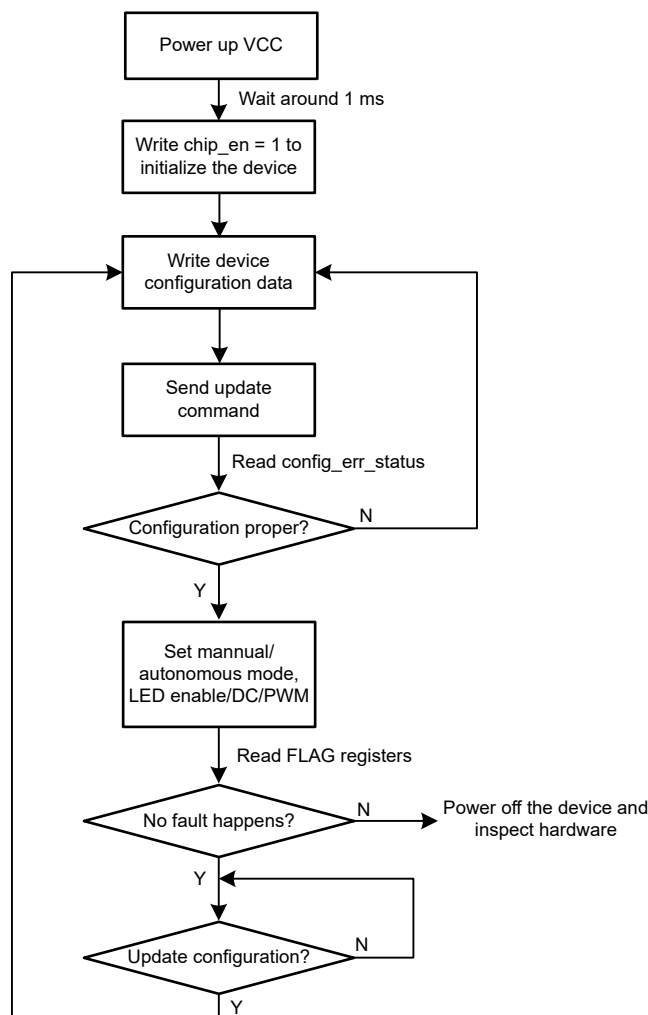 Power up VCC
Wait around 1 ms
Write chip_en = 1 to
initialize the device
Write device
configuration data
Send update
command
Read config_err_status
Configuration proper?
N
Y
Set mannual/
autonomous mode,
LED enable/DC/PWM
Read FLAG registers
No fault happens?
N
Power off the device and
inspect hardware
Y
Update configuration?
N
Y